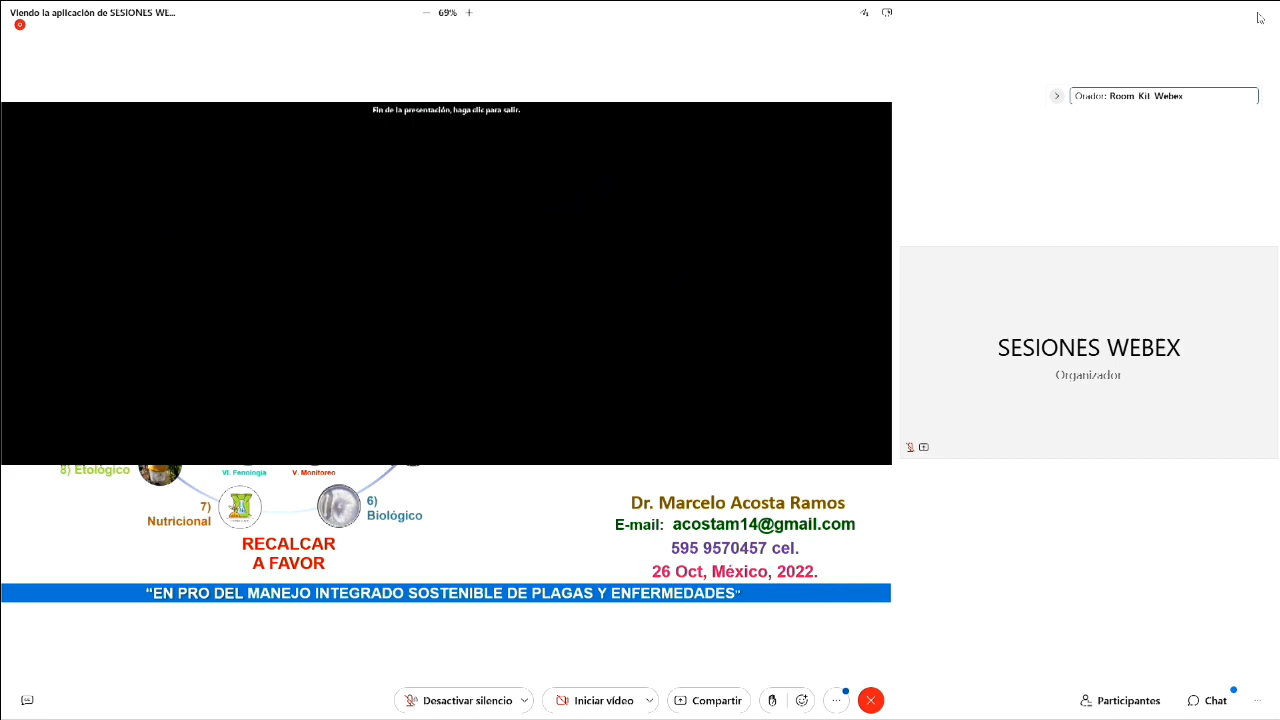 Viendo la aplicación de SESIONES WE...
69%
Orador: Room Kit Webex
Fin de la presentación, haga clic para salir.
SESIONES WEBEX
Organizador
8) Etológico
VI. Fenología
V. Monitoreo
7)
Nutricional
6)
Biológico
RECALCAR
A FAVOR
Dr. Marcelo Acosta Ramos
E-mail: acostam14@gmail.com
595 9570457 cel.
26 Oct, México, 2022.
“EN PRO DEL MANEJO INTEGRADO SOSTENIBLE DE PLAGAS Y ENFERMEDADES”
Desactivar silencio
Iniciar vídeo
Compartir
Participantes
Chat